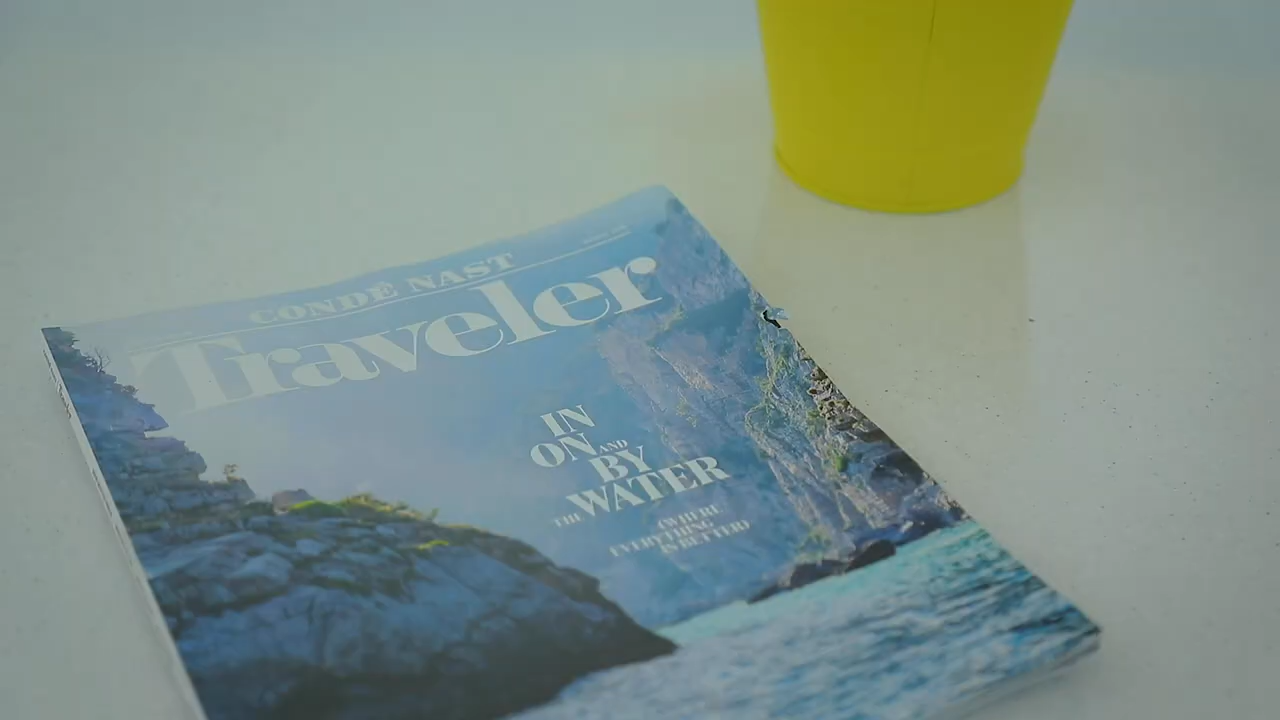 CONDÉ NAST
Traveler
IN
ON AND
BY
THE WATER
(WHERE
EVERYTHING
IS BETTER)